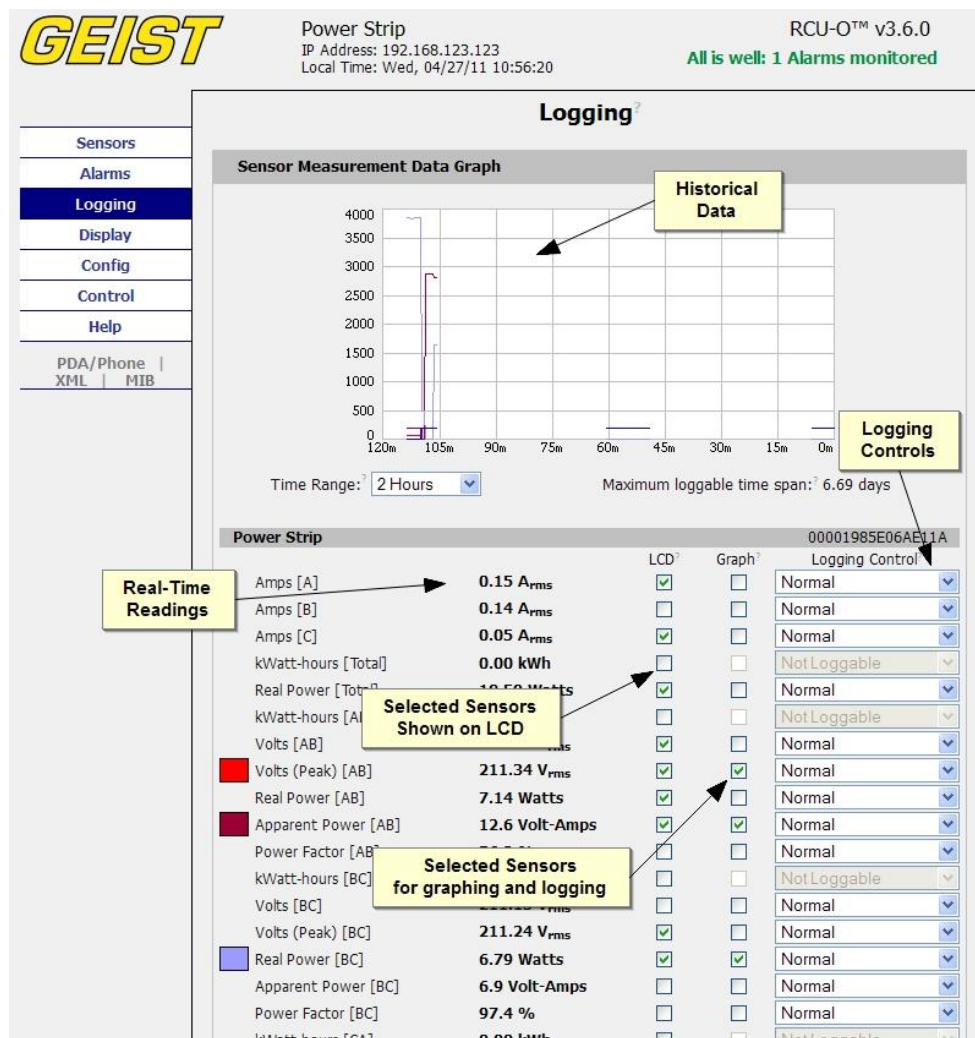 GEIST
Power Strip
IP Address: 192.168.123.123
Local Time: Wed, 04/27/11 10:56:20
RCU-O™ v3.6.0
All is well: 1 Alarms monitored
Sensors
Alarms
Logging
Display
Config
Control
Help
PDA/Phone |
XML | MIB
Logging?
Sensor Measurement Data Graph
Historical
Data
4000
3500
3000
2500
2000
1500
1000
500
0
120m 105m 90m 75m 60m 45m 30m 15m 0m
Logging
Controls
Time Range:? 2 Hours
Maximum loggable time span:? 6.69 days
Power Strip 00001985E06AE11A
LCD? Graph? Logging Control
Real-Time
Readings
Amps [A] 0.15 Arms Normal
Amps [B] 0.14 Arms Normal
Amps [C] 0.05 Arms Normal
kWatt-hours [Total] 0.00 kWh Not Loggable
Real Power [Total] Watts Normal
Selected Sensors
Shown on LCD
kWatt-hours Not Loggable
Volts [AB] Normal
Volts (Peak) [AB] 211.34 Vrms Normal
Real Power [AB] 7.14 Watts Normal
Apparent Power [AB] 12.6 Volt-Amps Normal
Power Factor [AB] Normal
Selected Sensors
for graphing and logging
kWatt-hours [BC] Not Loggable
Volts [BC] Normal
Volts (Peak) [BC] 211.24 Vrms Normal
Real Power [BC] 6.79 Watts Normal
Apparent Power [BC] 6.9 Volt-Amps Normal
Power Factor [BC] 97.4 % Normal